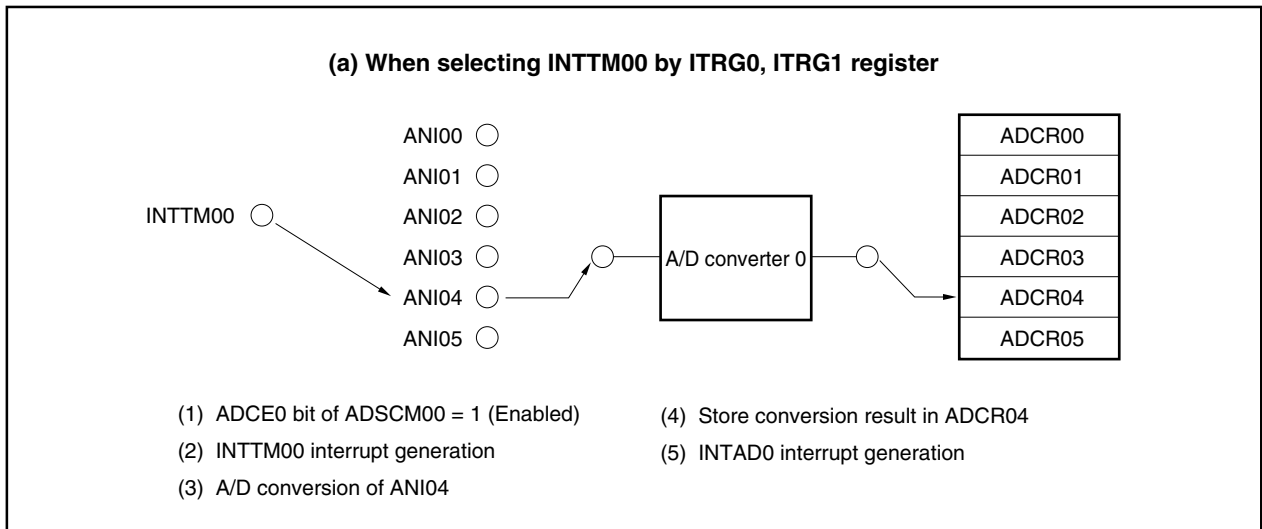 (a) When selecting INTTM00 by ITRG0, ITRG1 register
ANI00
ANI01
ANI02
ANI03
ANI04
ANI05
INTTM00
A/D converter 0
ADCR00
ADCR01
ADCR02
ADCR03
ADCR04
ADCR05
(1) ADCE0 bit of ADSCM00 = 1 (Enabled)
(2) INTTM00 interrupt generation
(3) A/D conversion of ANI04
(4) Store conversion result in ADCR04
(5) INTAD0 interrupt generation